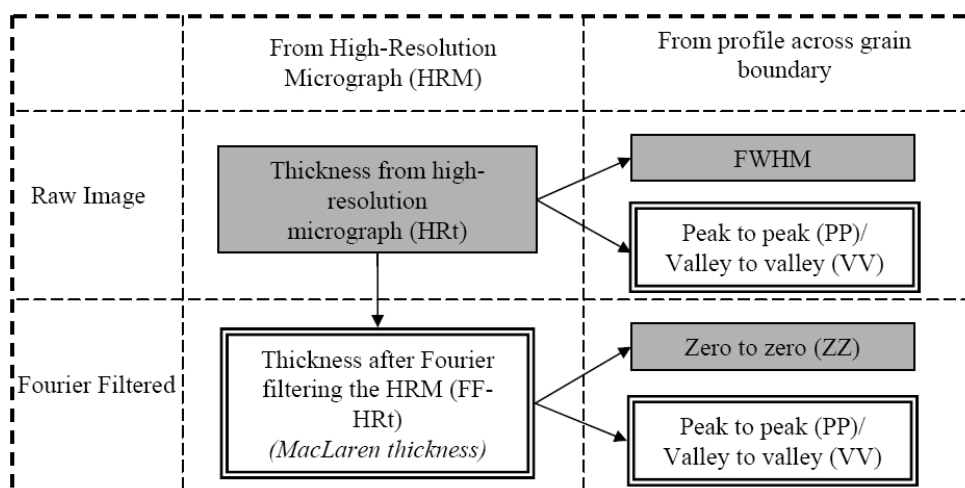 From High-Resolution
Micrograph (HRM)
From profile across grain
boundary
Raw Image
Thickness from high-
resolution
micrograph (HRt)
FWHM
Peak to peak (PP)/
Valley to valley (VV)
Fourier Filtered
Thickness after Fourier
filtering the HRM (FF-
HRt)
(MacLaren thickness)
Zero to zero (ZZ)
Peak to peak (PP)/
Valley to valley (VV)